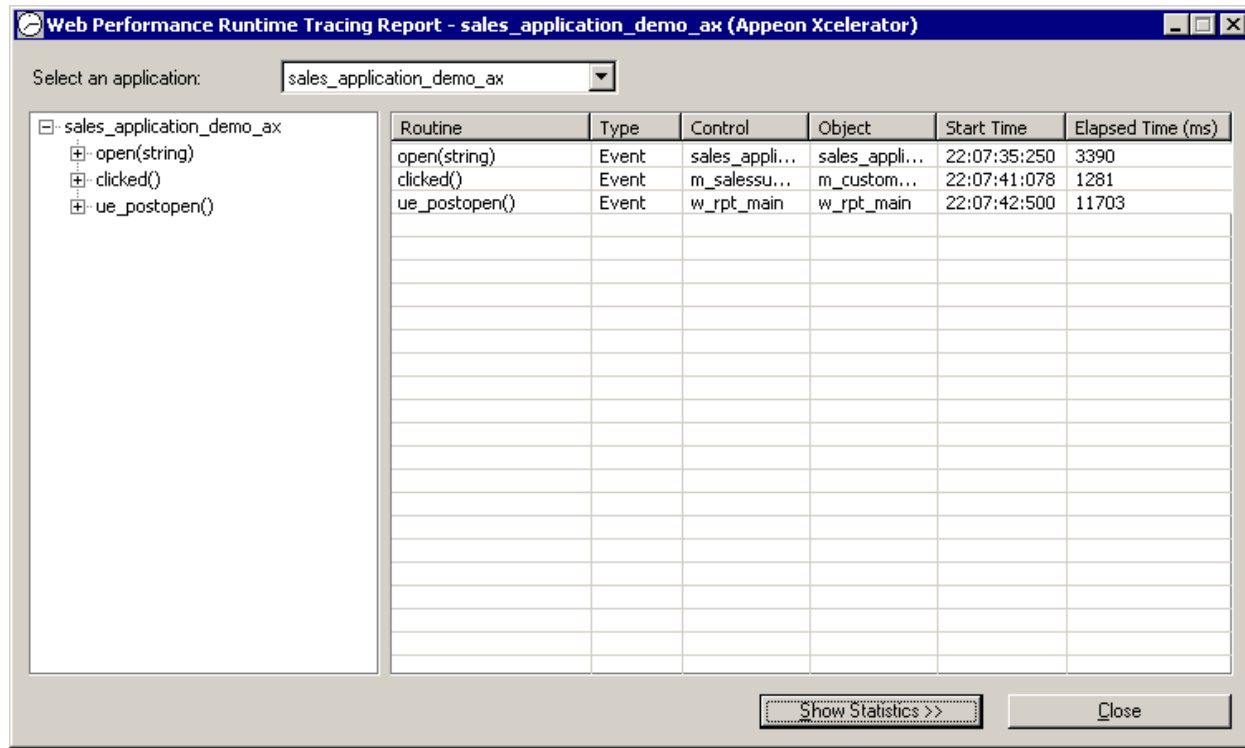 Web Performance Runtime Tracing Report - sales_application_demo_ax (Appeon Xcelerator)
Select an application: sales_application_demo_ax
sales_application_demo_ax
open(string)
clicked()
ue_postopen()
Routine Type Control Object Start Time Elapsed Time (ms)
open(string) Event sales_appli... sales_appli... 22:07:35:250 3390
clicked() Event m_salessu... m_custom... 22:07:41:078 1281
ue_postopen() Event w_rpt_main w_rpt_main 22:07:42:500 11703
Show Statistics >> Close